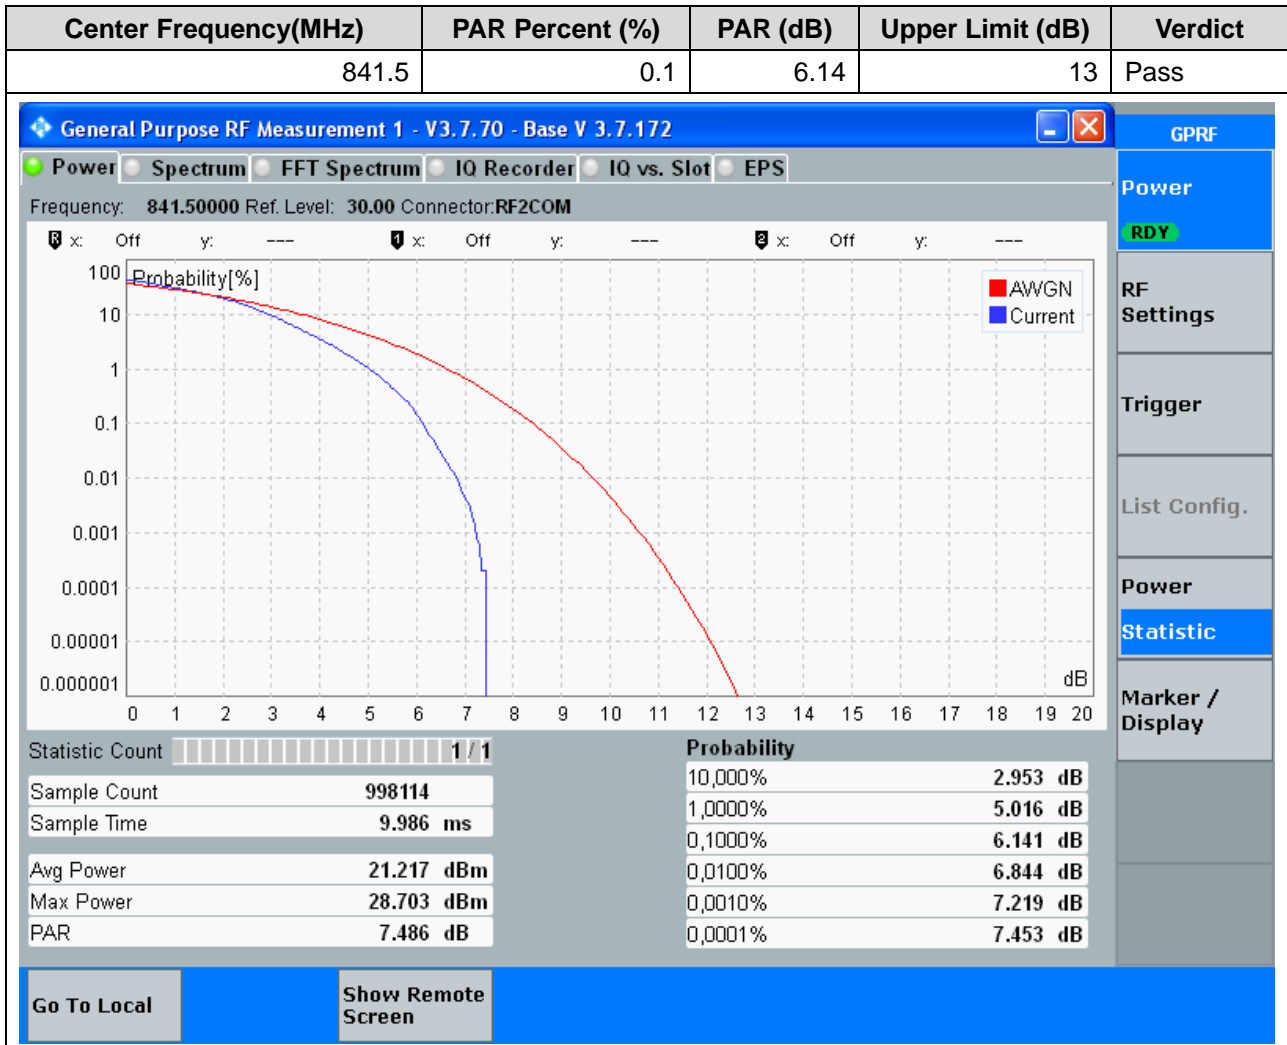 Center Frequency(MHz) PAR Percent (%) PAR (dB) Upper Limit (dB) Verdict
841.5 0.1 6.14 13 Pass
General Purpose RF Measurement 1 - V3.7.70 - Base V 3.7.172
GPRF
Power Spectrum FFT Spectrum IQ Recorder IQ vs. Slot EPS
Frequency: 841.50000 Ref. Level: 30.00 Connector:RF2COM
Power
RDY
R x: Off y: --- 1 x: Off y: --- 2 x: Off y: ---
Probability[%]
AWGN
Current
100
10
1
0.1
0.01
0.001
0.0001
0.00001
0.000001
dB
0 1 2 3 4 5 6 7 8 9 10 11 12 13 14 15 16 17 18 19 20
RF
Settings
Trigger
List Config.
Power
Statistic
Marker /
Display
Statistic Count 1 / 1
Sample Count 998114
Sample Time 9.986 ms
Avg Power 21.217 dBm
Max Power 28.703 dBm
PAR 7.486 dB
Probability
10,000% 2.953 dB
1,0000% 5.016 dB
0,1000% 6.141 dB
0,0100% 6.844 dB
0,0010% 7.219 dB
0,0001% 7.453 dB
Go To Local
Show Remote
Screen